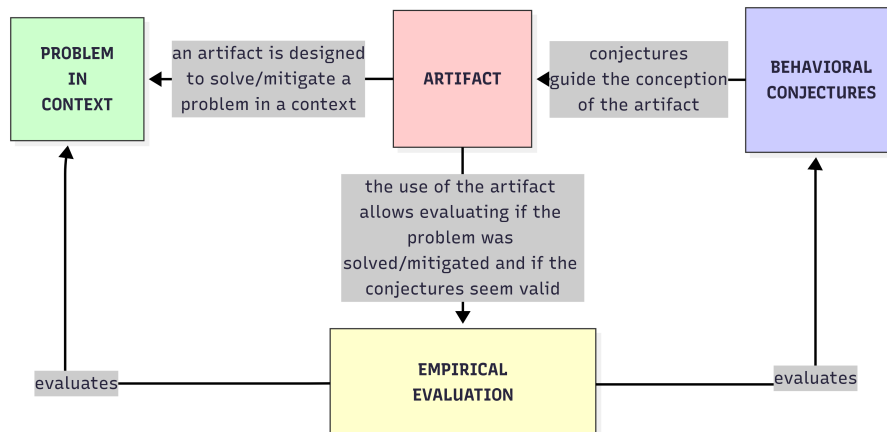 PROBLEM
IN
CONTEXT
an artifact is designed
to solve/mitigate a
problem in a context
ARTIFACT
conjectures
guide the conception
of the artifact
BEHAVIORAL
CONJECTURES
the use of the artifact
allows evaluating if the
problem was
solved/mitigated and if the
conjectures seem valid
evaluates
EMPIRICAL
EVALUATION
evaluates